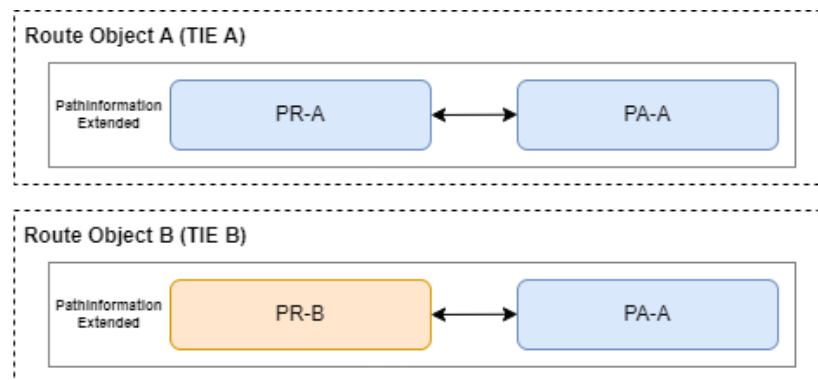 Route Object A (TIE A)
PathInformation
Extended
PR-A
PA-A
Route Object B (TIE B)
PathInformation
Extended
PR-B
PA-A